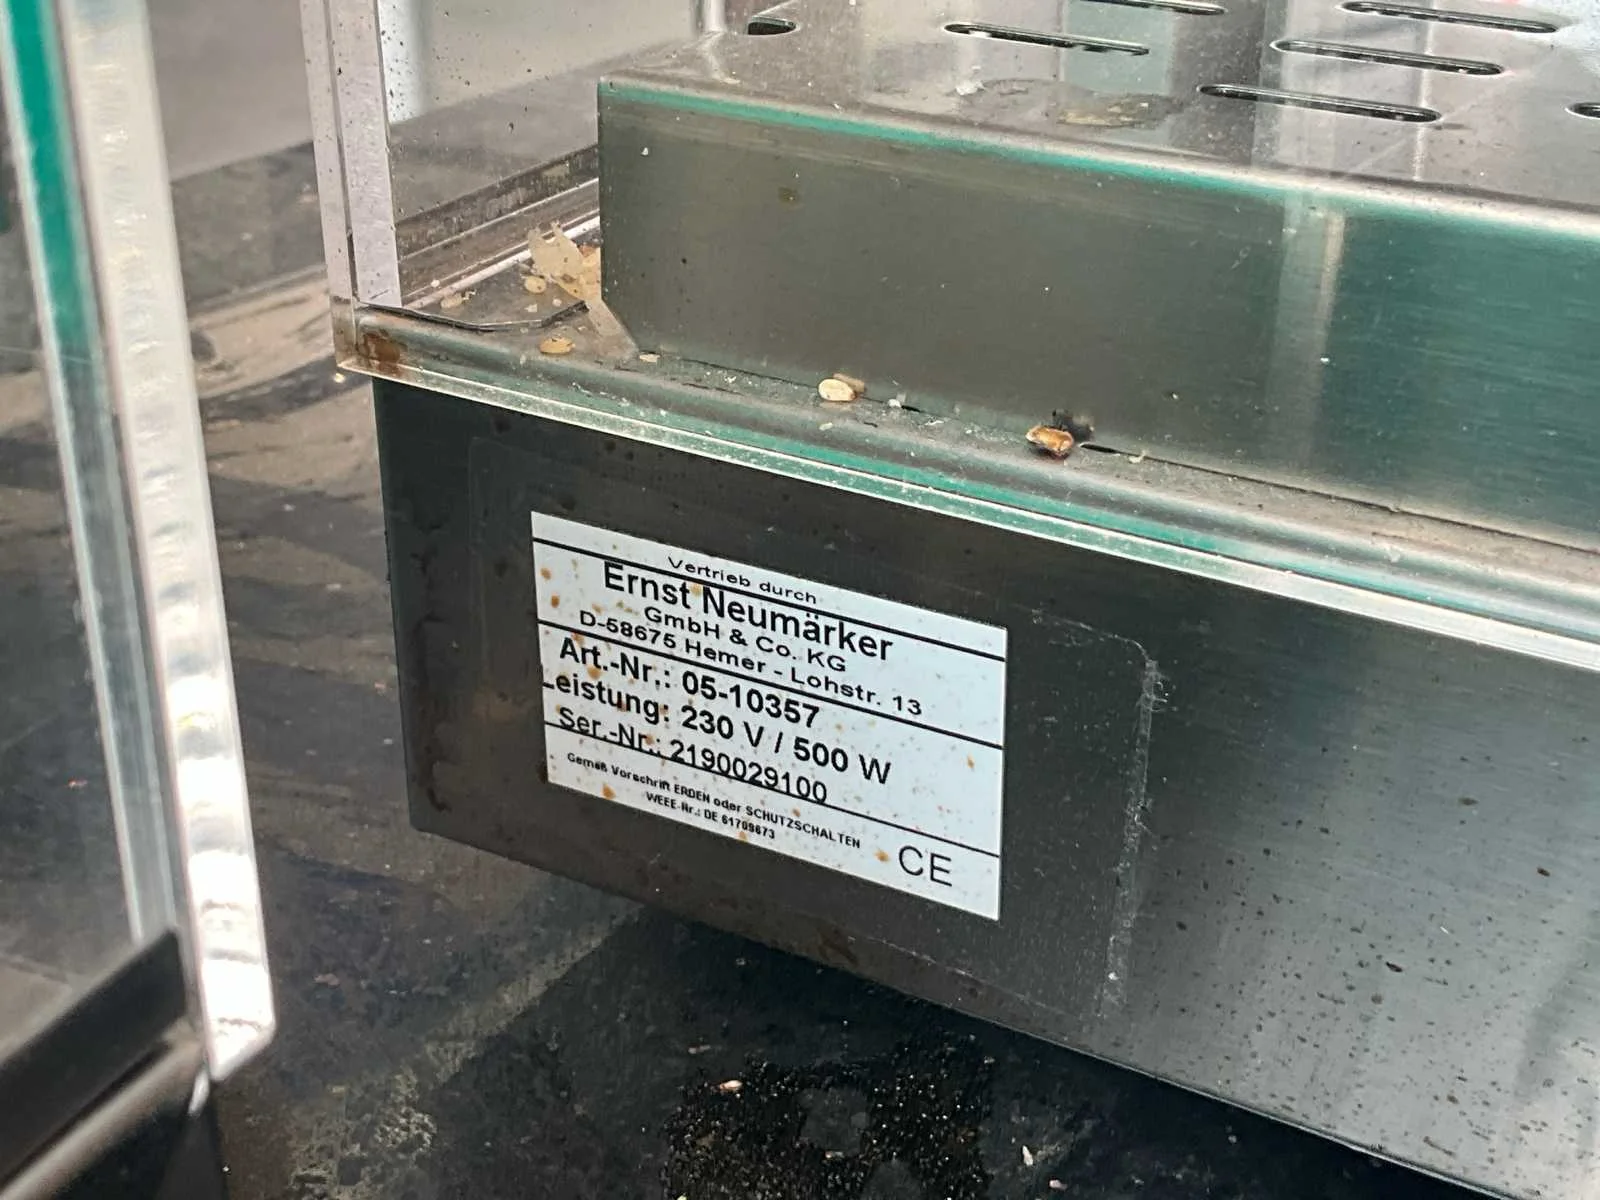 Vertrieb durch
Ernst Neumärker
GmbH & Co. KG
D-58675 Hemer - Lohstr. 13
Art.-Nr.: 05-10357
Leistung: 230 V / 500 W
Ser.-Nr.: 2190029100
Gemäß Vorschrift ERDEN oder SCHUTZSCHALTEN
WEEE-Nr.: DE 61709673
CE